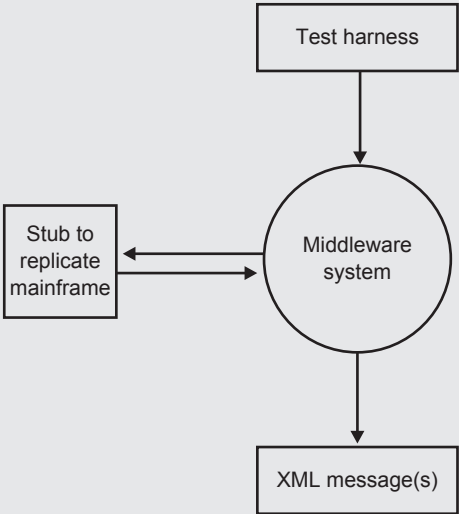 Test harness
Stub to
replicate
mainframe
Middleware
system
XML message(s)